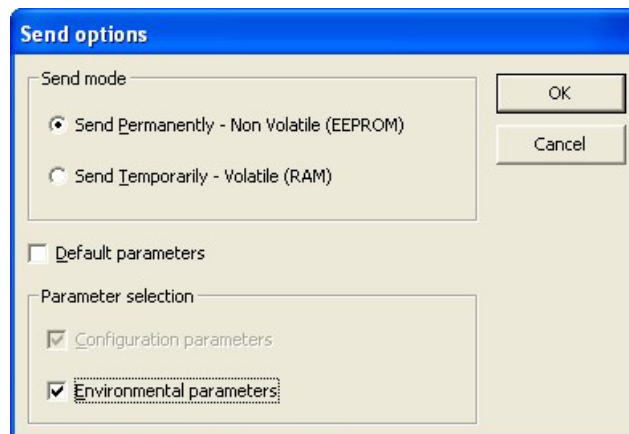 Send options
Send mode
OK
Send Permanently - Non Volatile (EEPROM)
Cancel
Send Temporarily - Volatile (RAM)
Default parameters
Parameter selection
Configuration parameters
Environmental parameters